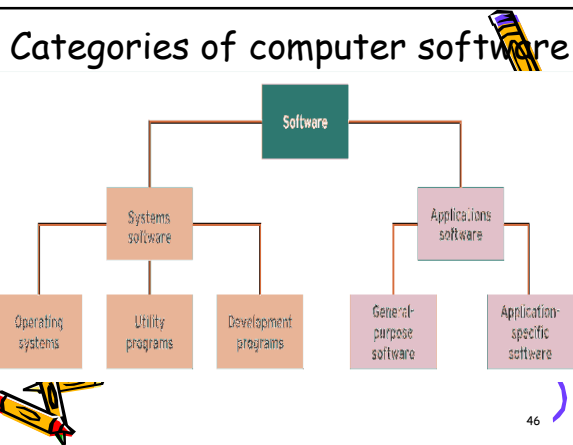 Categories of computer software
Software
Systems
software
Applications
software
Operating
systems
Utility
programs
Development
programs
General-
purpose
software
Application-
specific
software
46